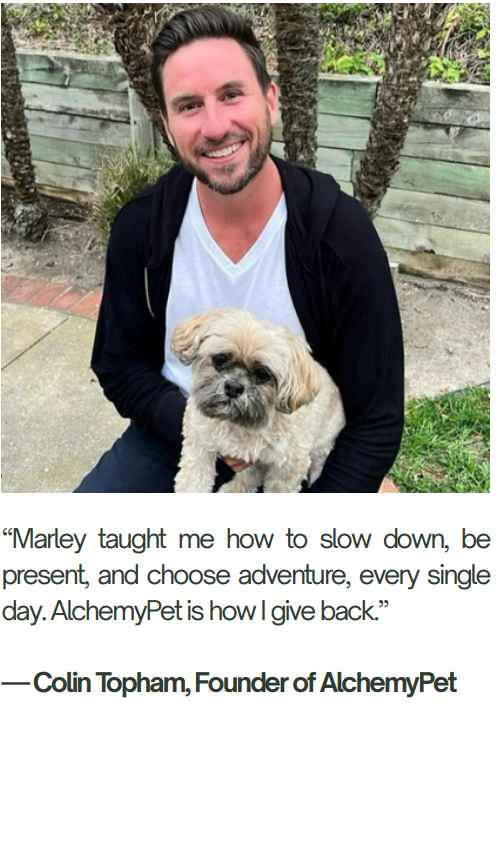 “Marley taught me how to slow down, be
present, and choose adventure, every single
day. AlchemyPet is how I give back.”
— Colin Topham, Founder of AlchemyPet